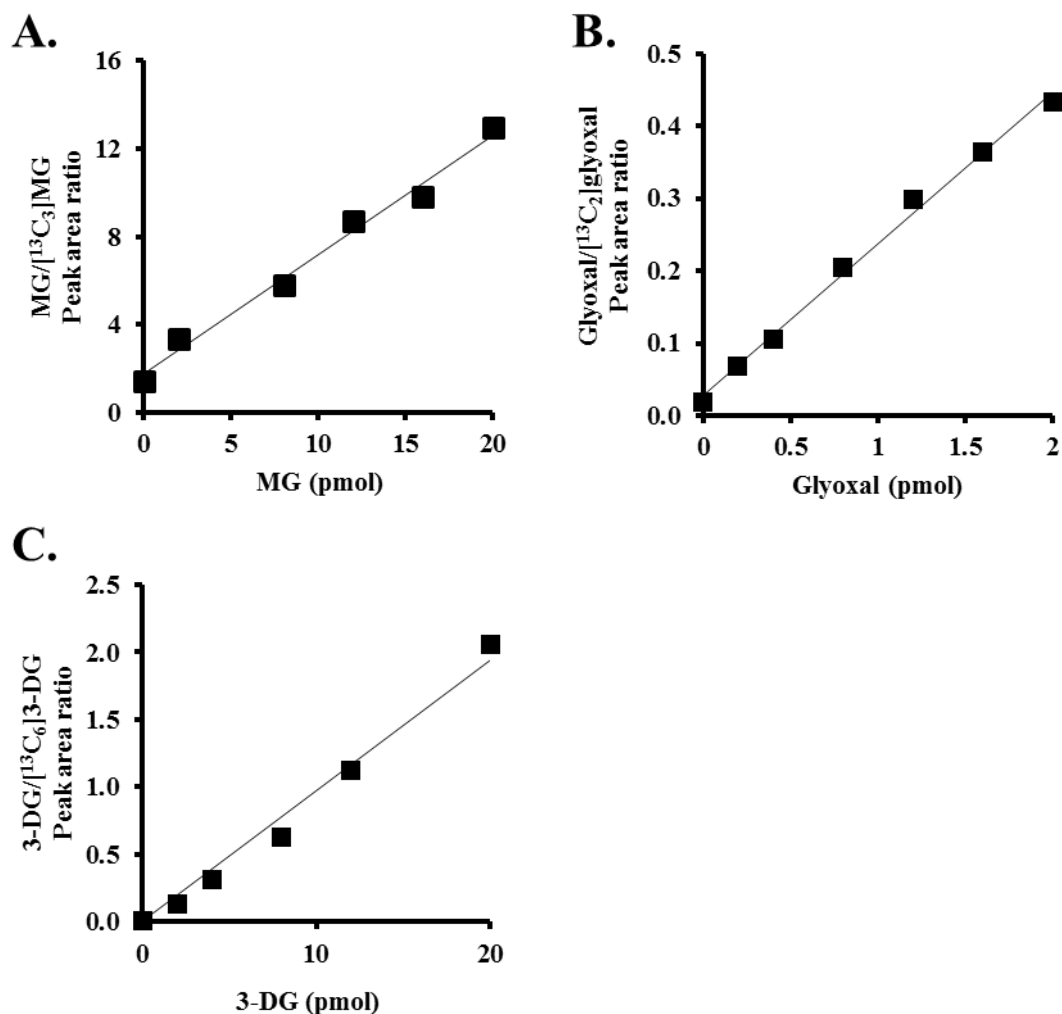 A.
MG/[¹³C₃]MG
Peak area ratio
16
12
8
4
0
0 5 10 15 20
MG (pmol)
B.
Glyoxal/[¹³C₂]glyoxal
Peak area ratio
0.5
0.4
0.3
0.2
0.1
0.0
0 0.5 1 1.5 2
Glyoxal (pmol)
C.
3-DG/[¹³C₆]3-DG
Peak area ratio
2.5
2.0
1.5
1.0
0.5
0.0
0 10 20
3-DG (pmol)